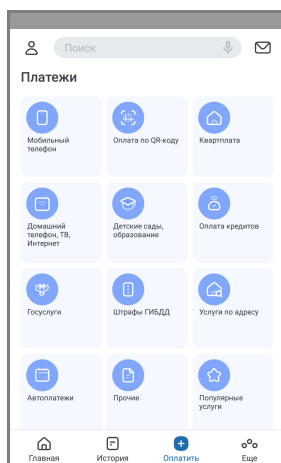 Поиск
Платежи
Мобильный
телефон
Оплата по QR-коду
Квартплата
Домашний
телефон, ТВ,
Интернет
Детские сады,
образование
Оплата кредитов
Госуслуги
Штрафы ГИБДД
Услуги по адресу
Автоплатежи
Прочие
Популярные
услуги
Главная
История
Оплатить
Еще